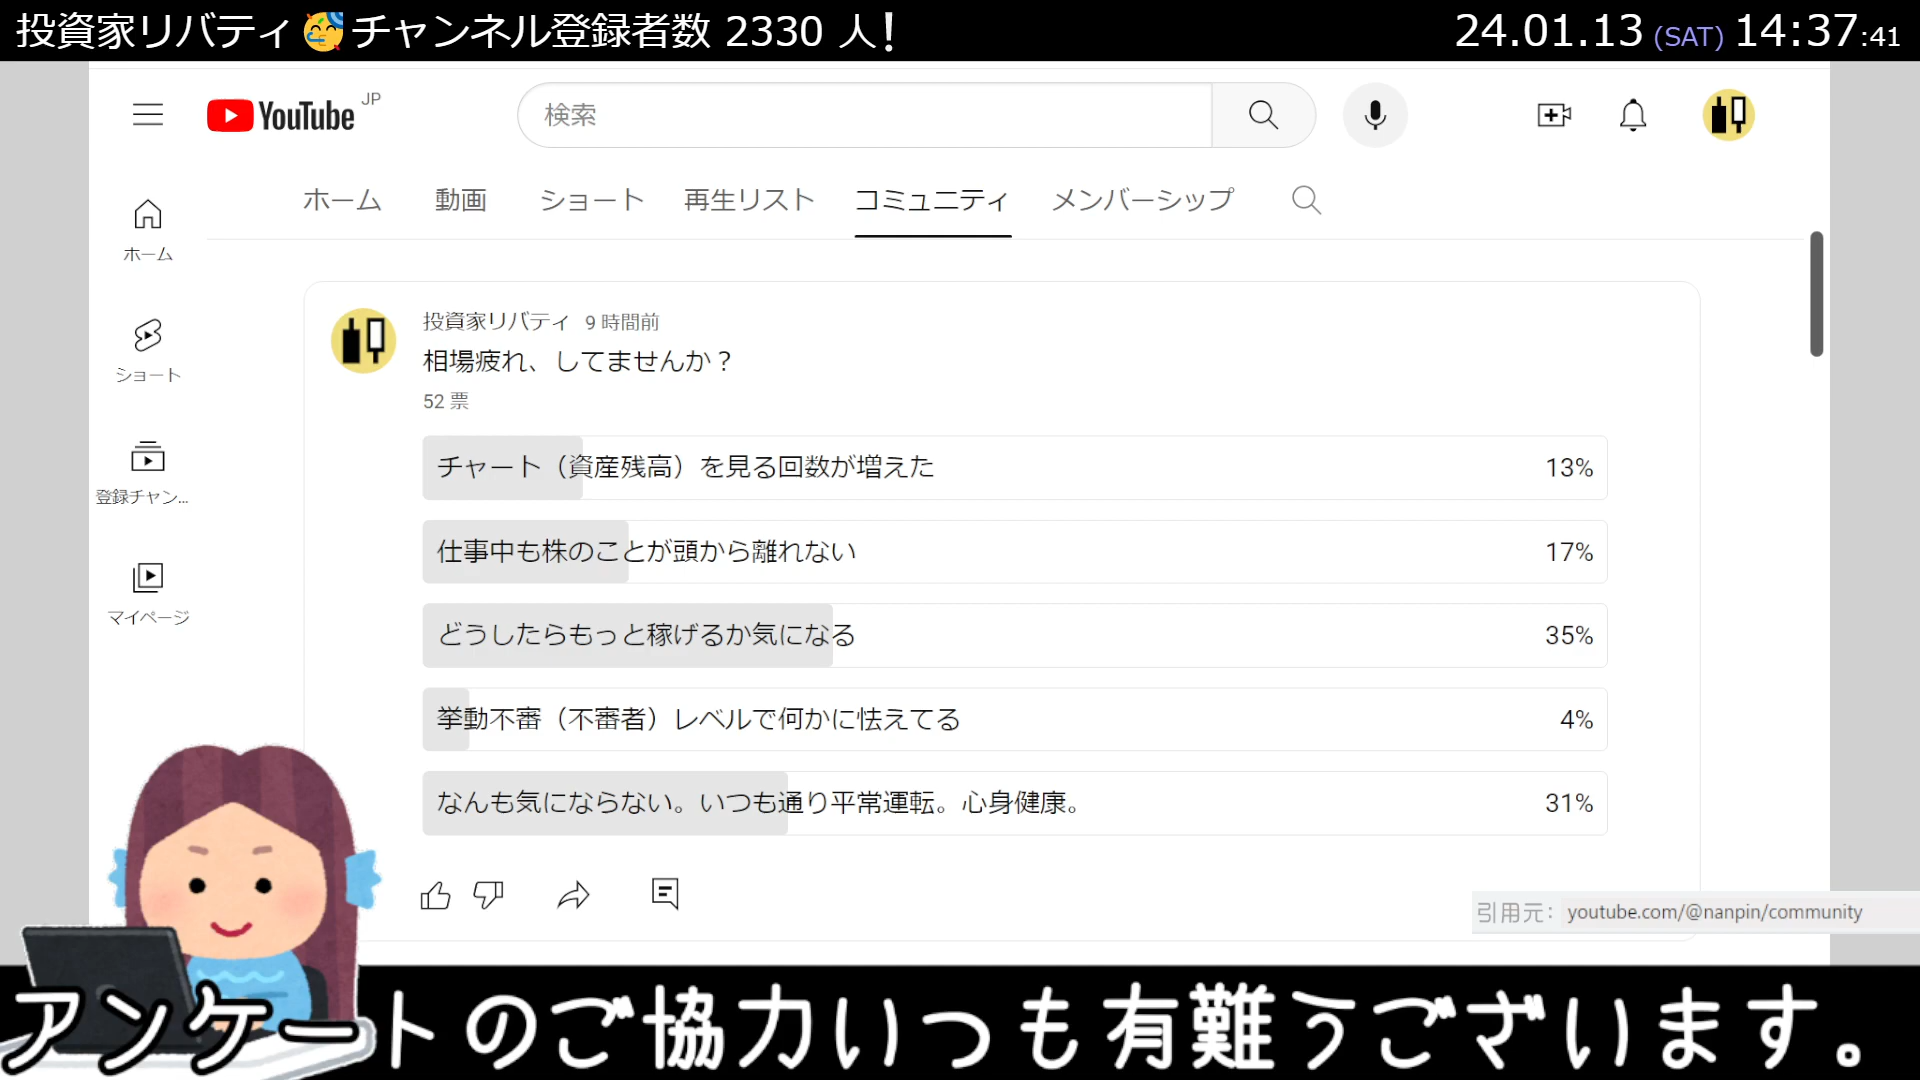 投資家リバティ🥳チャンネル登録者数 2330 人!
24.01.13 (SAT) 14:37:41
YouTube JP
検索
ホーム 動画 ショート 再生リスト コミュニティ メンバーシップ
ホーム
ショート
登録チャン...
マイページ
投資家リバティ 9 時間前
相場疲れ、してませんか？
52 票
チャート（資産残高）を見る回数が増えた 13%
仕事中も株のことが頭から離れない 17%
どうしたらもっと稼げるか気になる 35%
挙動不審（不審者）レベルで何かに怯えてる 4%
なんも気にならない。いつも通り平常運転。心身健康。 31%
引用元： youtube.com/@nanpin/community
アンケートのご協力いつも有難うございます。